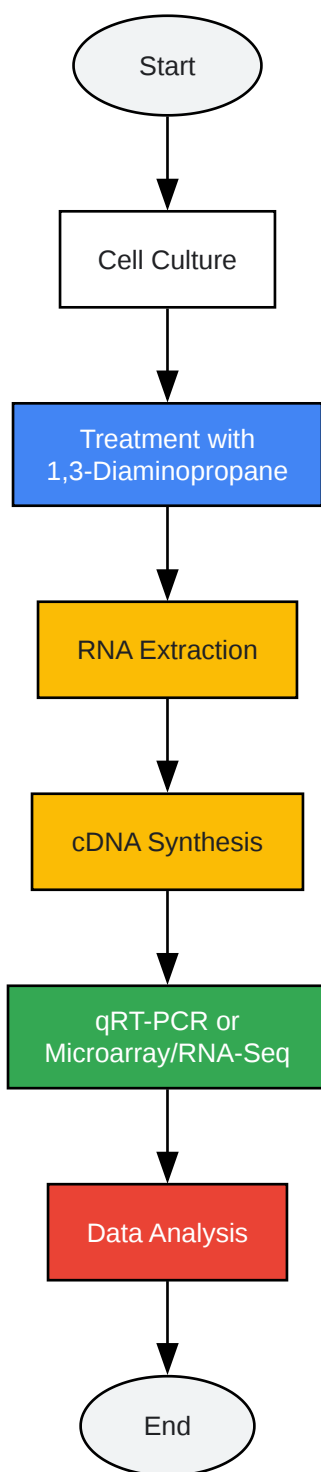 Start
Cell Culture
Treatment with
1,3-Diaminopropane
RNA Extraction
cDNA Synthesis
qRT-PCR or
Microarray/RNA-Seq
Data Analysis
End